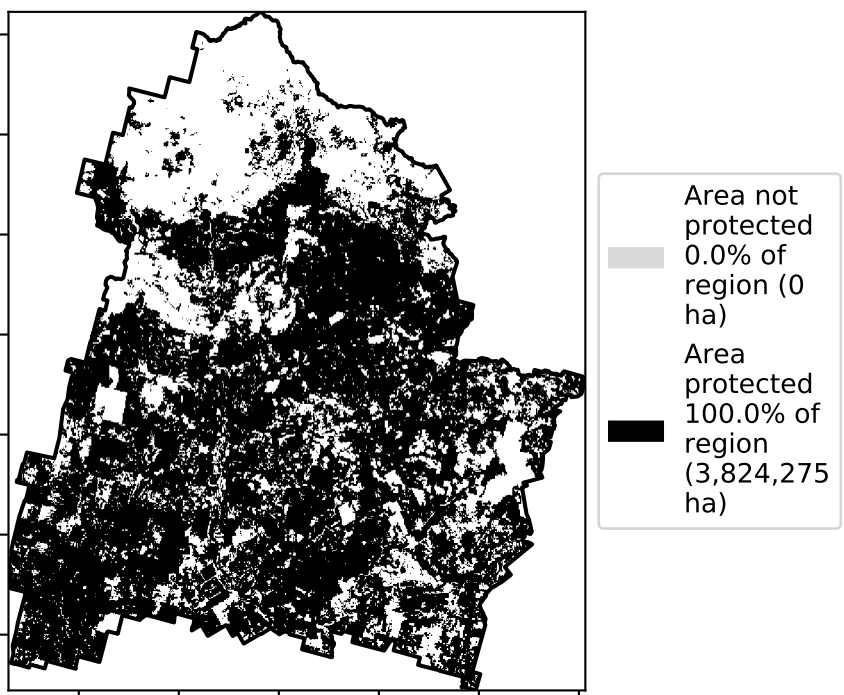 Area not
protected
0.0% of
region (0
ha)
Area
protected
100.0% of
region
(3,824,275
ha)